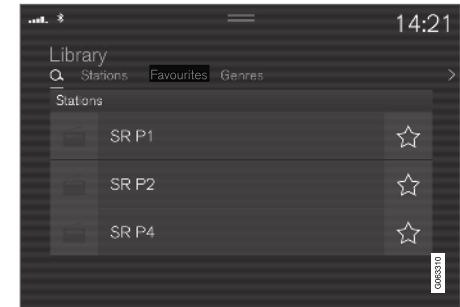 14:21
Library
Stations Favourites Genres
Stations
SR P1
SR P2
SR P4
G063310